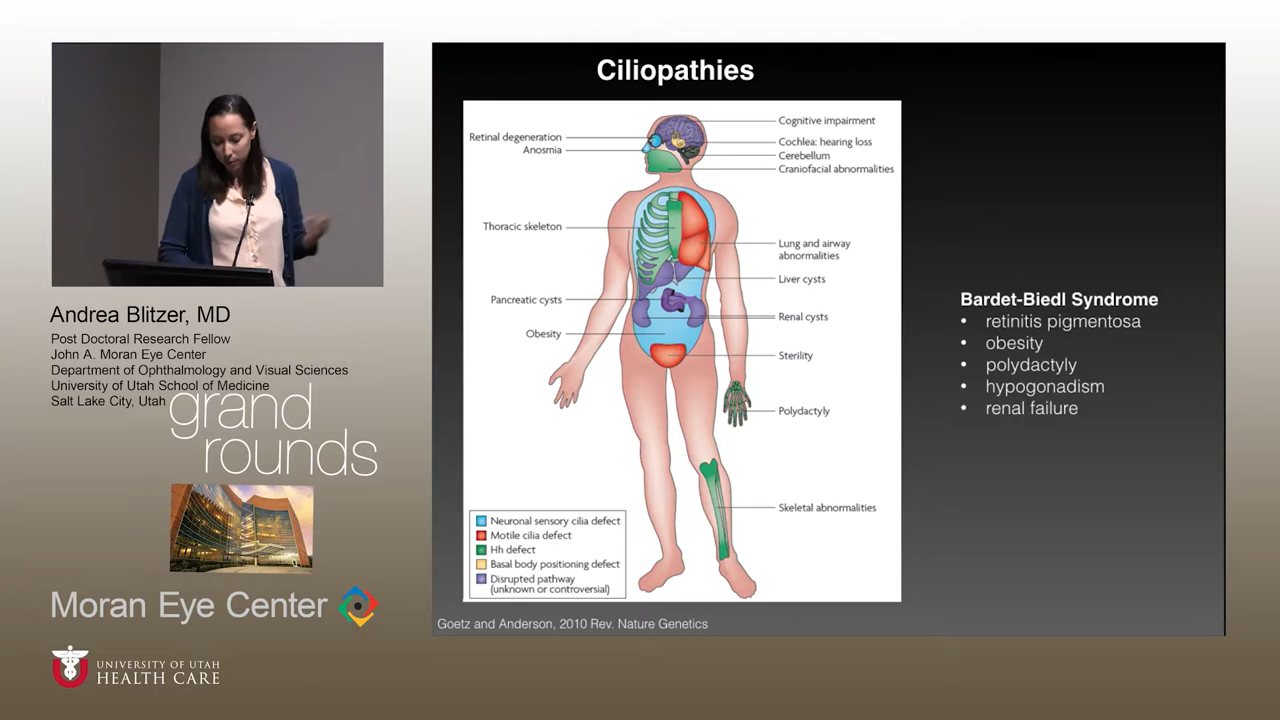 Andrea Blitzer, MD
Post Doctoral Research Fellow
John A. Moran Eye Center
Department of Ophthalmology and Visual Sciences
University of Utah School of Medicine
Salt Lake City, Utah
grand
rounds
Moran Eye Center
UNIVERSITY OF UTAH
HEALTH CARE
Ciliopathies
Retinal degeneration
Anosmia
Thoracic skeleton
Pancreatic cysts
Obesity
Cognitive impairment
Cochlea: hearing loss
Cerebellum
Craniofacial abnormalities
Lung and airway
abnormalities
Liver cysts
Renal cysts
Sterility
Polydactyly
Skeletal abnormalities
Neuronal sensory cilia defect
Motile cilia defect
Hh defect
Basal body positioning defect
Disrupted pathway
(unknown or controversial)
Goetz and Anderson, 2010 Rev. Nature Genetics
Bardet-Biedl Syndrome
• retinitis pigmentosa
• obesity
• polydactyly
• hypogonadism
• renal failure